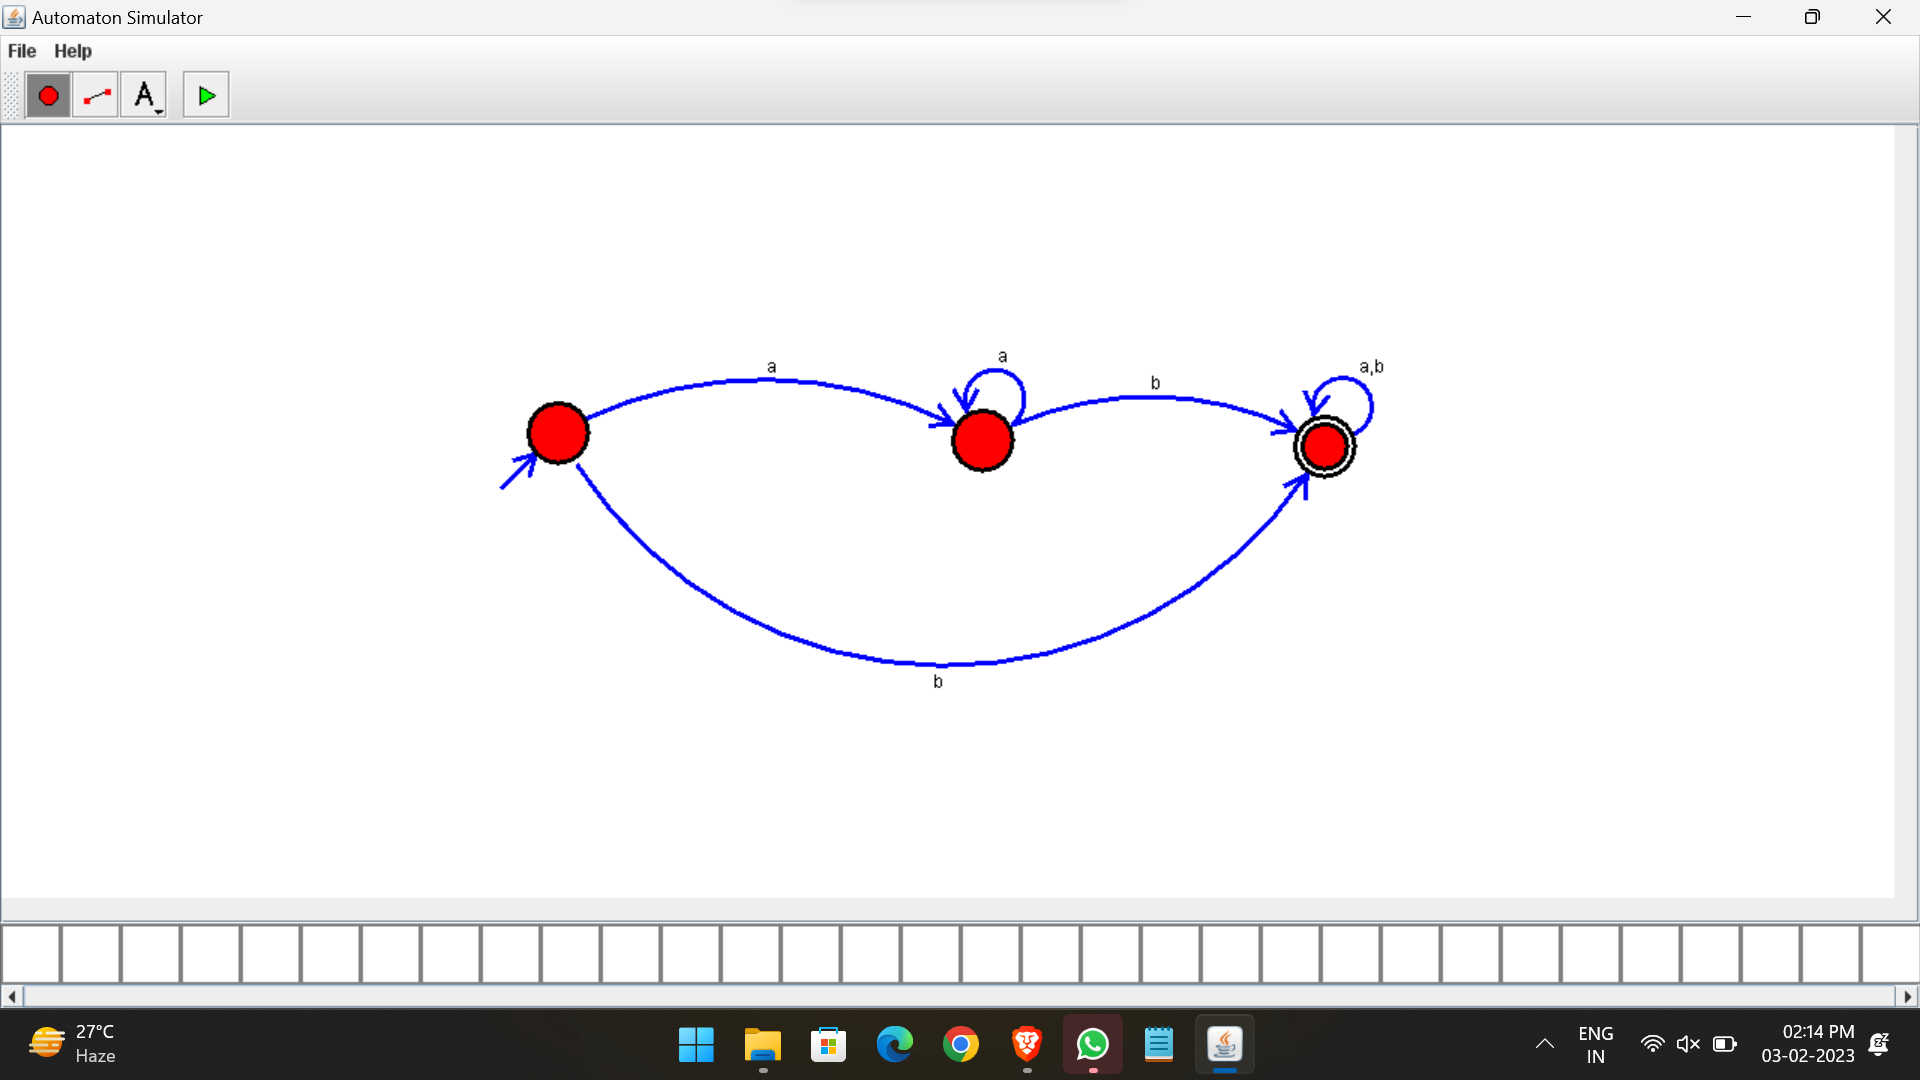 Automaton Simulator
File Help
A
a
a
b
a,b
b
27°C
Haze
ENG
IN
02:14 PM
03-02-2023